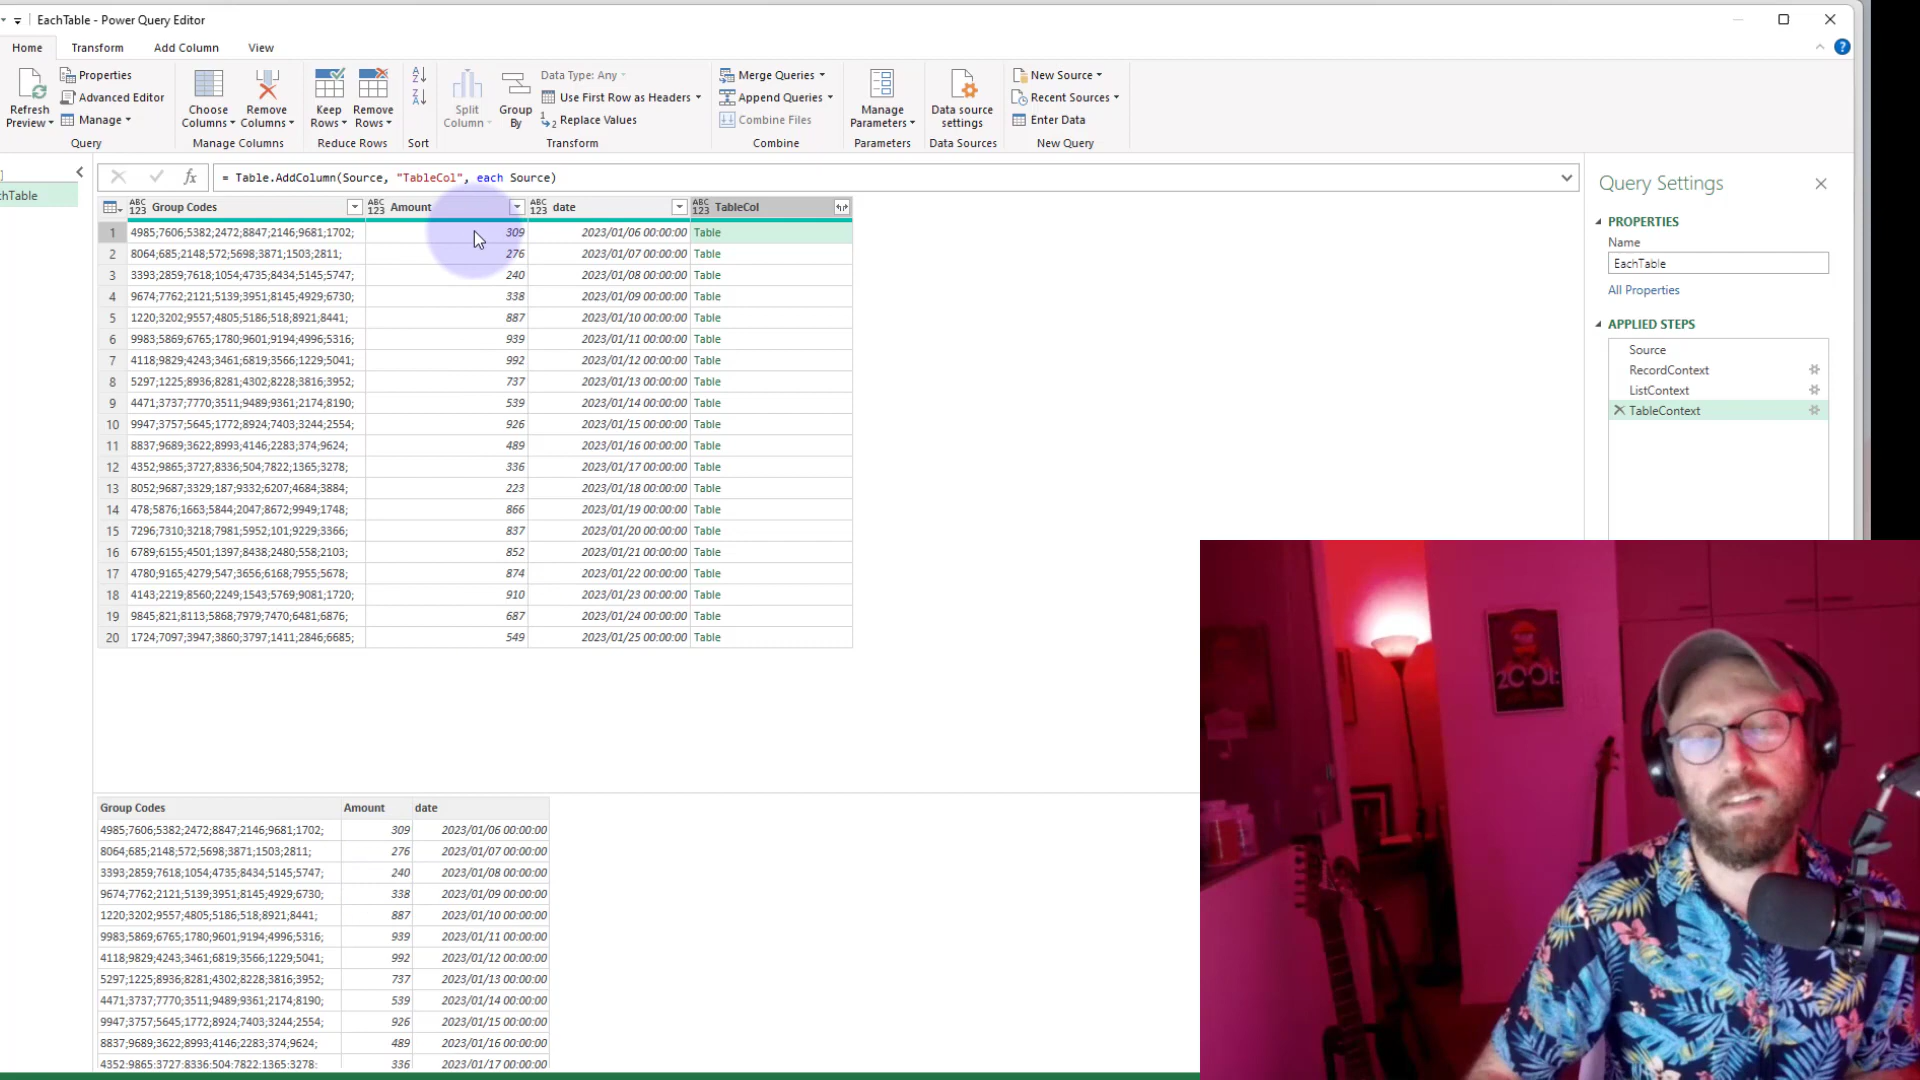 EachTable - Power Query Editor
Home Transform Add Column View
Refresh Preview
Properties
Advanced Editor
Manage
Query
Choose Columns
Remove Columns
Manage Columns
Keep Rows
Remove Rows
Reduce Rows
Sort
Split Column
Group By
Data Type: Any
Use First Row as Headers
Replace Values
Transform
Merge Queries
Append Queries
Combine Files
Combine
Manage Parameters
Parameters
Data source settings
Data Sources
New Source
Recent Sources
Enter Data
New Query
hTable
fx = Table.AddColumn(Source, "TableCol", each Source)
ABC 123 Group Codes ABC 123 Amount ABC 123 date ABC 123 TableCol
1 4985;7606;5382;2472;8847;2146;9681;1702; 309 2023/01/06 00:00:00 Table
2 8064;685;2148;572;5698;3871;1503;2811; 276 2023/01/07 00:00:00 Table
3 3393;2859;7618;1054;4735;8434;5145;5747; 240 2023/01/08 00:00:00 Table
4 9674;7762;2121;5139;3951;8145;4929;6730; 338 2023/01/09 00:00:00 Table
5 1220;3202;9557;4805;5186;518;8921;8441; 887 2023/01/10 00:00:00 Table
6 9983;5869;6765;1780;9601;9194;4996;5316; 939 2023/01/11 00:00:00 Table
7 4118;9829;4243;3461;6819;3566;1229;5041; 992 2023/01/12 00:00:00 Table
8 5297;1225;8936;8281;4302;8228;3816;3952; 737 2023/01/13 00:00:00 Table
9 4471;3737;7770;3511;9489;9361;2174;8190; 539 2023/01/14 00:00:00 Table
10 9947;3757;5645;1772;8924;7403;3244;2554; 926 2023/01/15 00:00:00 Table
11 8837;9689;3622;8993;4146;2283;374;9624; 489 2023/01/16 00:00:00 Table
12 4352;9865;3727;8336;504;7822;1365;3278; 336 2023/01/17 00:00:00 Table
13 8052;9687;3329;187;9332;6207;4684;3884; 223 2023/01/18 00:00:00 Table
14 478;5876;1663;5844;2047;8672;9949;1748; 866 2023/01/19 00:00:00 Table
15 7296;7310;3218;7981;5952;101;9229;3366; 837 2023/01/20 00:00:00 Table
16 6789;6155;4501;1397;8438;2480;558;2103; 852 2023/01/21 00:00:00 Table
17 4780;9165;4279;547;3656;6168;7955;5678; 874 2023/01/22 00:00:00 Table
18 4143;2219;8560;2249;1543;5769;9081;1720; 910 2023/01/23 00:00:00 Table
19 9845;821;8113;5868;7979;7470;6481;6876; 687 2023/01/24 00:00:00 Table
20 1724;7097;3947;3860;3797;1411;2846;6685; 549 2023/01/25 00:00:00 Table
Query Settings
PROPERTIES
Name
EachTable
All Properties
APPLIED STEPS
Source
RecordContext
ListContext
TableContext
Group Codes Amount date
4985;7606;5382;2472;8847;2146;9681;1702; 309 2023/01/06 00:00:00
8064;685;2148;572;5698;3871;1503;2811; 276 2023/01/07 00:00:00
3393;2859;7618;1054;4735;8434;5145;5747; 240 2023/01/08 00:00:00
9674;7762;2121;5139;3951;8145;4929;6730; 338 2023/01/09 00:00:00
1220;3202;9557;4805;5186;518;8921;8441; 887 2023/01/10 00:00:00
9983;5869;6765;1780;9601;9194;4996;5316; 939 2023/01/11 00:00:00
4118;9829;4243;3461;6819;3566;1229;5041; 992 2023/01/12 00:00:00
5297;1225;8936;8281;4302;8228;3816;3952; 737 2023/01/13 00:00:00
4471;3737;7770;3511;9489;9361;2174;8190; 539 2023/01/14 00:00:00
9947;3757;5645;1772;8924;7403;3244;2554; 926 2023/01/15 00:00:00
8837;9689;3622;8993;4146;2283;374;9624; 489 2023/01/16 00:00:00
4352;9865;3727;8336;504;7822;1365;3278; 336 2023/01/17 00:00:00
2001: